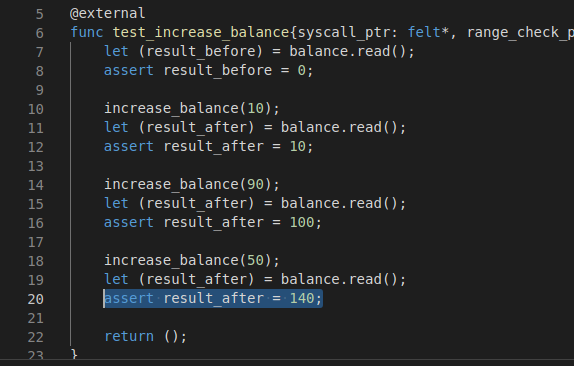 5 @external
6 func test_increase_balance{syscall_ptr: felt*, range_check_p
7 let (result_before) = balance.read();
8 assert result_before = 0;
9
10 increase_balance(10);
11 let (result_after) = balance.read();
12 assert result_after = 10;
13
14 increase_balance(90);
15 let (result_after) = balance.read();
16 assert result_after = 100;
17
18 increase_balance(50);
19 let (result_after) = balance.read();
20 assert result_after = 140;
21
22 return ();
23 }